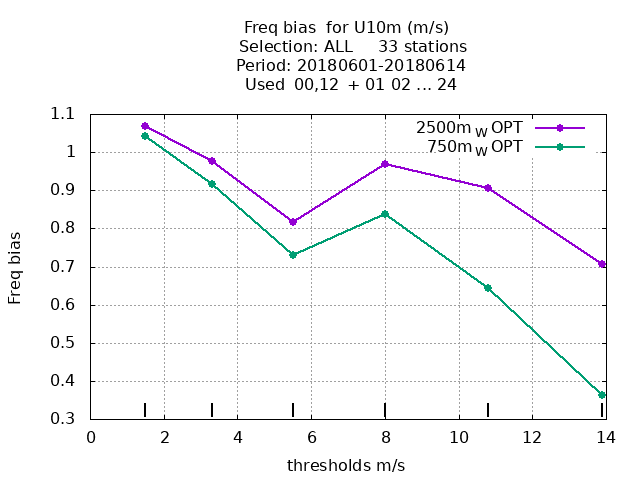 Freq bias  for U10m (m/s)
Selection: ALL     33 stations
Period: 20180601-20180614
Used  00,12  + 01 02 ... 24
2500m W OPT
750m W OPT
1.1
1
0.9
0.8
0.7
0.6
0.5
0.4
0.3
Freq bias
0 2 4 6 8 10 12 14
thresholds m/s